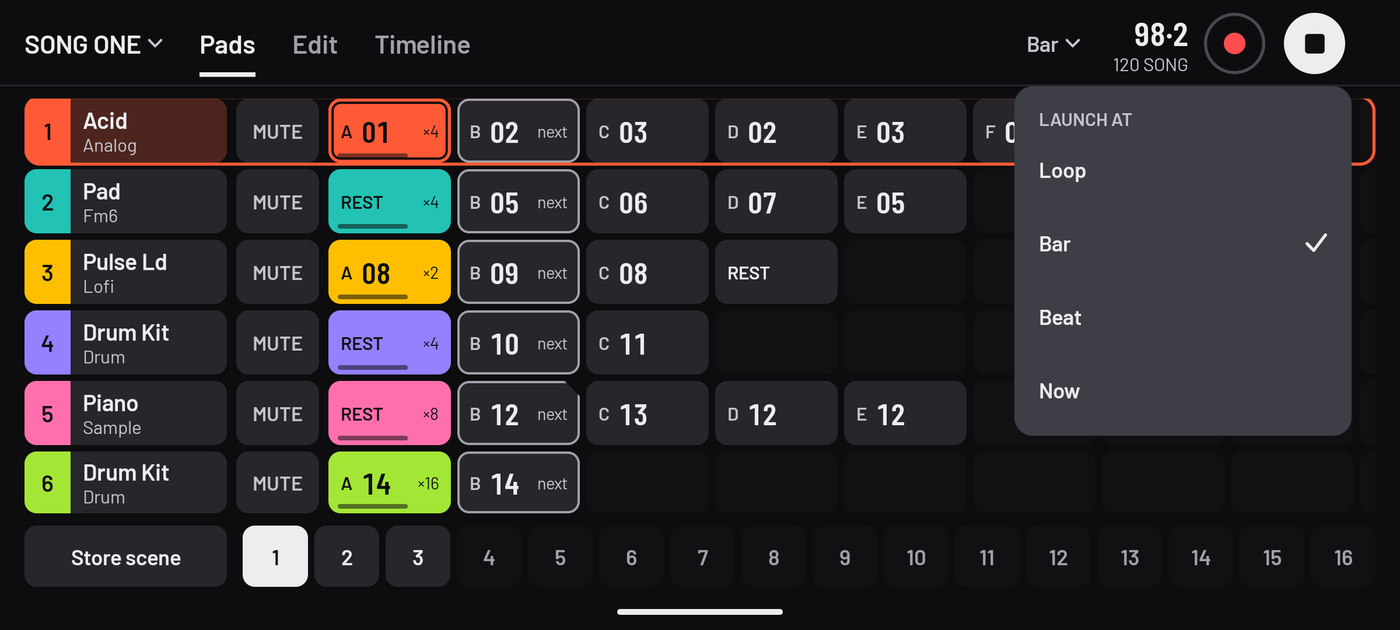 SONG ONE Pads Edit Timeline Bar 98·2
120 SONG
LAUNCH AT
Loop
Bar
Beat
Now
1 Acid MUTE A 01 ×4 B 02 next C 03 D 02 E 03 F
Analog
2 Pad MUTE REST ×4 B 05 next C 06 D 07 E 05
Fm6
3 Pulse Ld MUTE A 08 ×2 B 09 next C 08 REST
Lofi
4 Drum Kit MUTE REST ×4 B 10 next C 11
Drum
5 Piano MUTE REST ×8 B 12 next C 13 D 12 E 12
Sample
6 Drum Kit MUTE A 14 ×16 B 14 next
Drum
Store scene 1 2 3 4 5 6 7 8 9 10 11 12 13 14 15 16